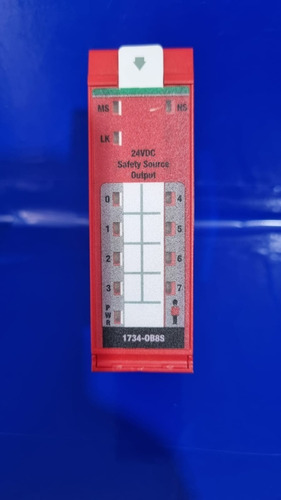 MS NS
LK
24VDC
Safety Source
Output
0 4
1 5
2 6
3 7
PWR
1734-OB8S